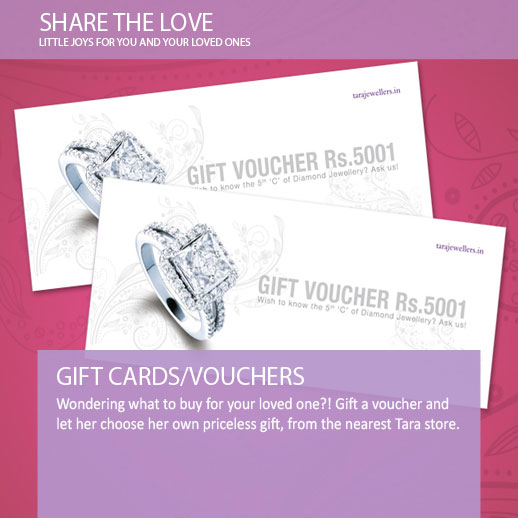 SHARE THE LOVE
LITTLE JOYS FOR YOU AND YOUR LOVED ONES
tarajewellers.in
GIFT VOUCHER Rs.5001
Wish to know the 5th 'C' of Diamond Jewellery? Ask us!
tarajewellers.in
GIFT VOUCHER Rs.5001
Wish to know the 5th 'C' of Diamond Jewellery? Ask us!
GIFT CARDS/VOUCHERS
Wondering what to buy for your loved one?! Gift a voucher and
let her choose her own priceless gift, from the nearest Tara store.